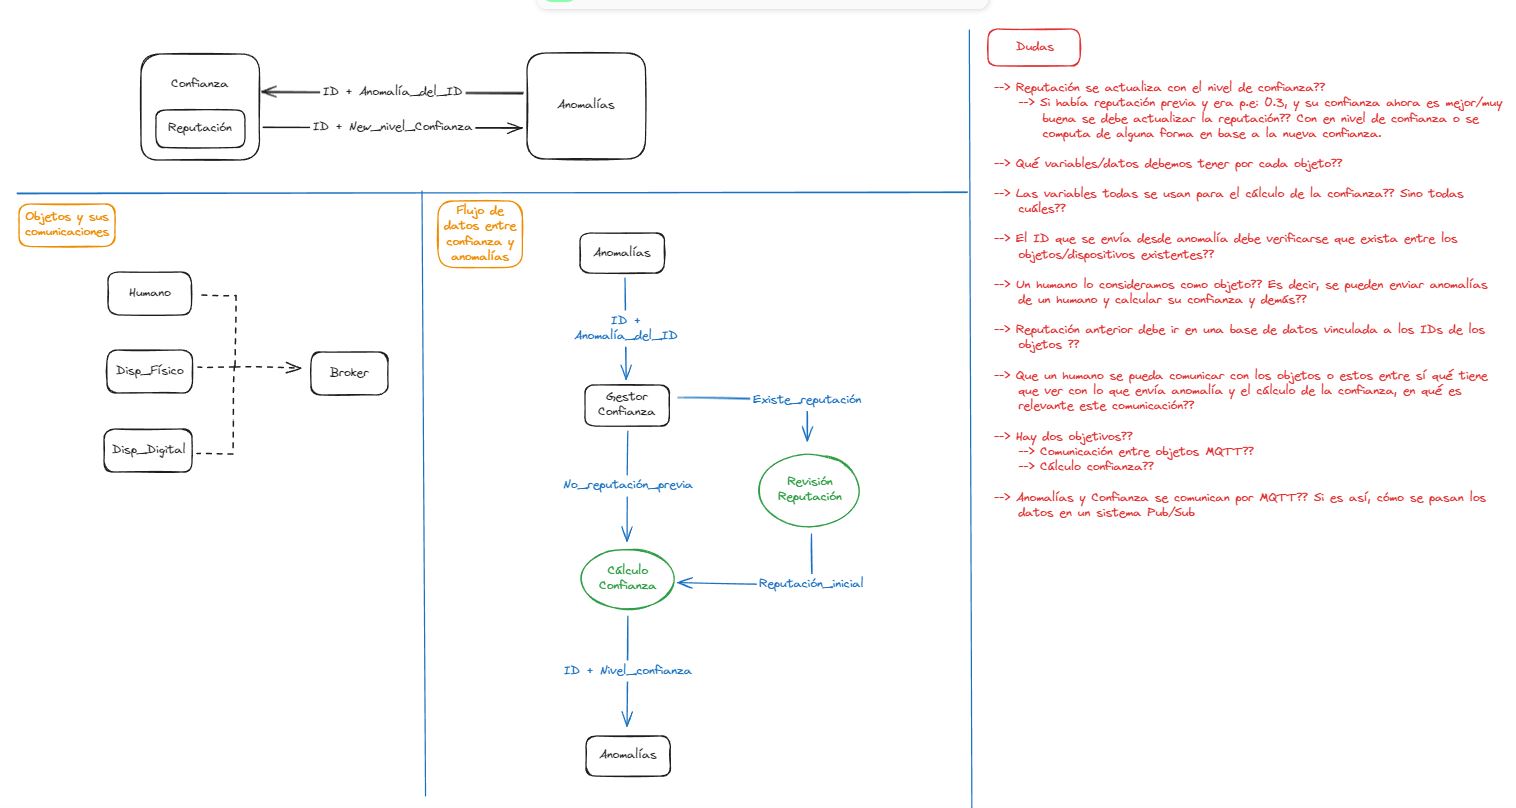 Confianza
Reputación
ID + Anomalía_del_ID
ID + New_nivel_Confianza
Anomalías
Objetos y sus
comunicaciones
Humano
Disp_Físico
Disp_Digital
Broker
Flujo de
datos entre
confianza y
anomalías
Anomalías
ID +
Anomalía_del_ID
Gestor
Confianza
Existe_reputación
No_reputación_previa
Revisión
Reputación
Cálculo
Confianza
Reputación_inicial
ID + Nivel_confianza
Anomalías
Dudas
--> Reputación se actualiza con el nivel de confianza??
--> Si había reputación previa y era p.e: 0.3, y su confianza ahora es mejor/muy
buena se debe actualizar la reputación?? Con en nivel de confianza o se
computa de alguna forma en base a la nueva confianza.
--> Qué variables/datos debemos tener por cada objeto??
--> Las variables todas se usan para el cálculo de la confianza?? Sino todas
cuáles??
--> El ID que se envía desde anomalía debe verificarse que exista entre los
objetos/dispositivos existentes??
--> Un humano lo consideramos como objeto?? Es decir, se pueden enviar anomalías
de un humano y calcular su confianza y demás??
--> Reputación anterior debe ir en una base de datos vinculada a los IDs de los
objetos ??
--> Que un humano se pueda comunicar con los objetos o estos entre sí qué tiene
que ver con lo que envía anomalía y el cálculo de la confianza, en qué es
relevante este comunicación??
--> Hay dos objetivos??
--> Comunicación entre objetos MQTT??
--> Cálculo confianza??
--> Anomalías y Confianza se comunican por MQTT?? Si es así, cómo se pasan los
datos en un sistema Pub/Sub